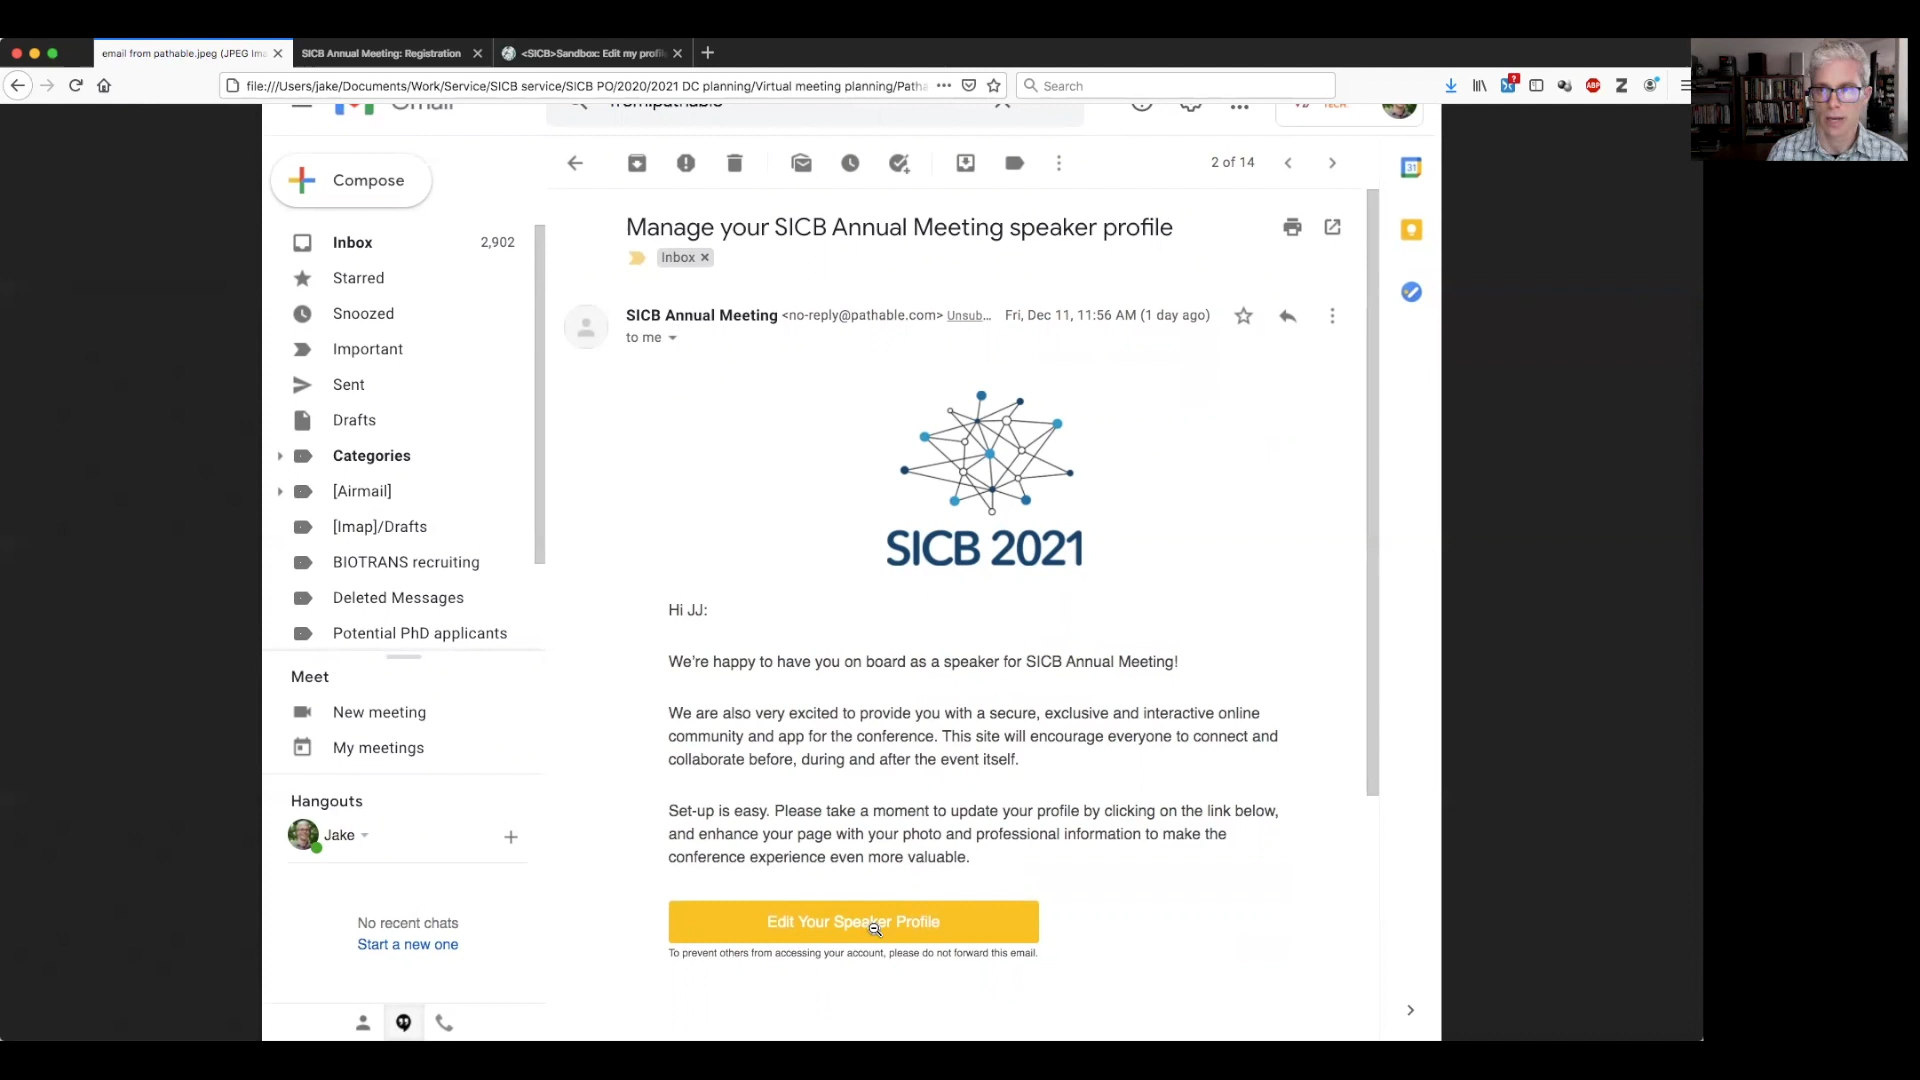 email from pathable.jpeg (JPEG Ima
SICB Annual Meeting: Registration
<SICB>Sandbox: Edit my profil
file:///Users/jake/Documents/Work/Service/SICB service/SICB PO/2020/2021 DC planning/Virtual meeting planning/Patha
Search
Compose
2 of 14
Manage your SICB Annual Meeting speaker profile
Inbox
Inbox 2,902
Starred
Snoozed
Important
Sent
Drafts
Categories
[Airmail]
[Imap]/Drafts
BIOTRANS recruiting
Deleted Messages
Potential PhD applicants
Meet
New meeting
My meetings
Hangouts
Jake
No recent chats
Start a new one
SICB Annual Meeting <no-reply@pathable.com> Unsub...
Fri, Dec 11, 11:56 AM (1 day ago)
to me
SICB 2021
Hi JJ:
We're happy to have you on board as a speaker for SICB Annual Meeting!
We are also very excited to provide you with a secure, exclusive and interactive online
community and app for the conference. This site will encourage everyone to connect and
collaborate before, during and after the event itself.
Set-up is easy. Please take a moment to update your profile by clicking on the link below,
and enhance your page with your photo and professional information to make the
conference experience even more valuable.
Edit Your Speaker Profile
To prevent others from accessing your account, please do not forward this email.
31
ABP
Z